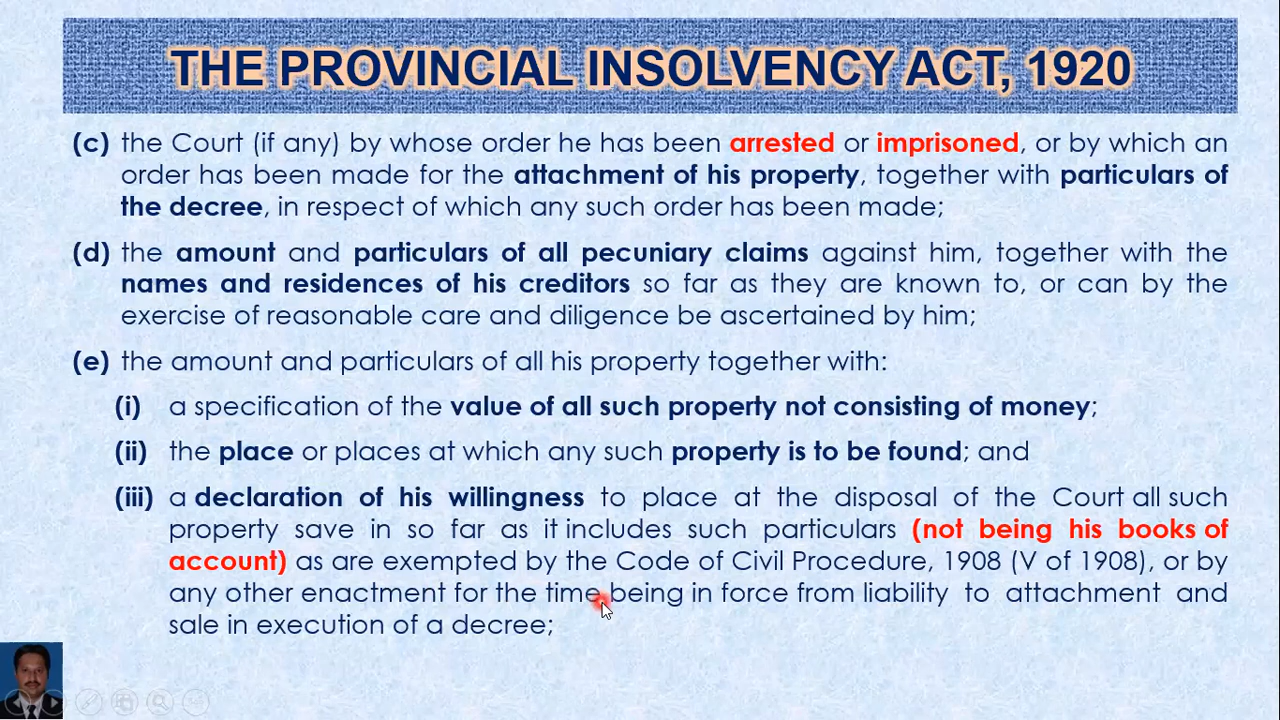 THE PROVINCIAL INSOLVENCY ACT, 1920
(c) the Court (if any) by whose order he has been arrested or imprisoned, or by which an
order has been made for the attachment of his property, together with particulars of
the decree, in respect of which any such order has been made;
(d) the amount and particulars of all pecuniary claims against him, together with the
names and residences of his creditors so far as they are known to, or can by the
exercise of reasonable care and diligence be ascertained by him;
(e) the amount and particulars of all his property together with:
(i) a specification of the value of all such property not consisting of money;
(ii) the place or places at which any such property is to be found; and
(iii) a declaration of his willingness to place at the disposal of the Court all such
property save in so far as it includes such particulars (not being his books of
account) as are exempted by the Code of Civil Procedure, 1908 (V of 1908), or by
any other enactment for the time being in force from liability to attachment and
sale in execution of a decree;